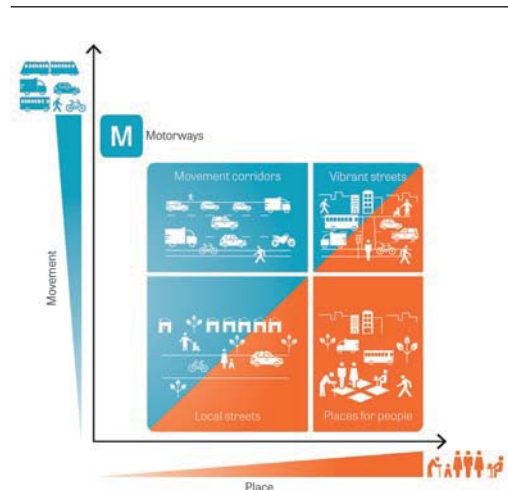 M Motorways
Movement corridors
Vibrant streets
Movement
Local streets
Places for people
Place